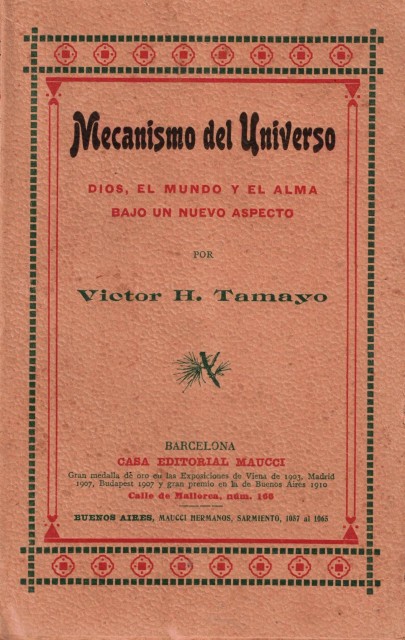 Mecanismo del Universo
DIOS, EL MUNDO Y EL ALMA
BAJO UN NUEVO ASPECTO
POR
Victor H. Tamayo
BARCELONA
CASA EDITORIAL MAUCCI
Gran medalla de oro en las Exposiciones de Viena de 1903, Madrid
1907, Budapest 1907 y gran premio en la de Buenos Aires 1910
Calle de Mallorca, núm. 166
BUENOS AIRES, MAUCCI HERMANOS, SARMIENTO, 1057 al 1065